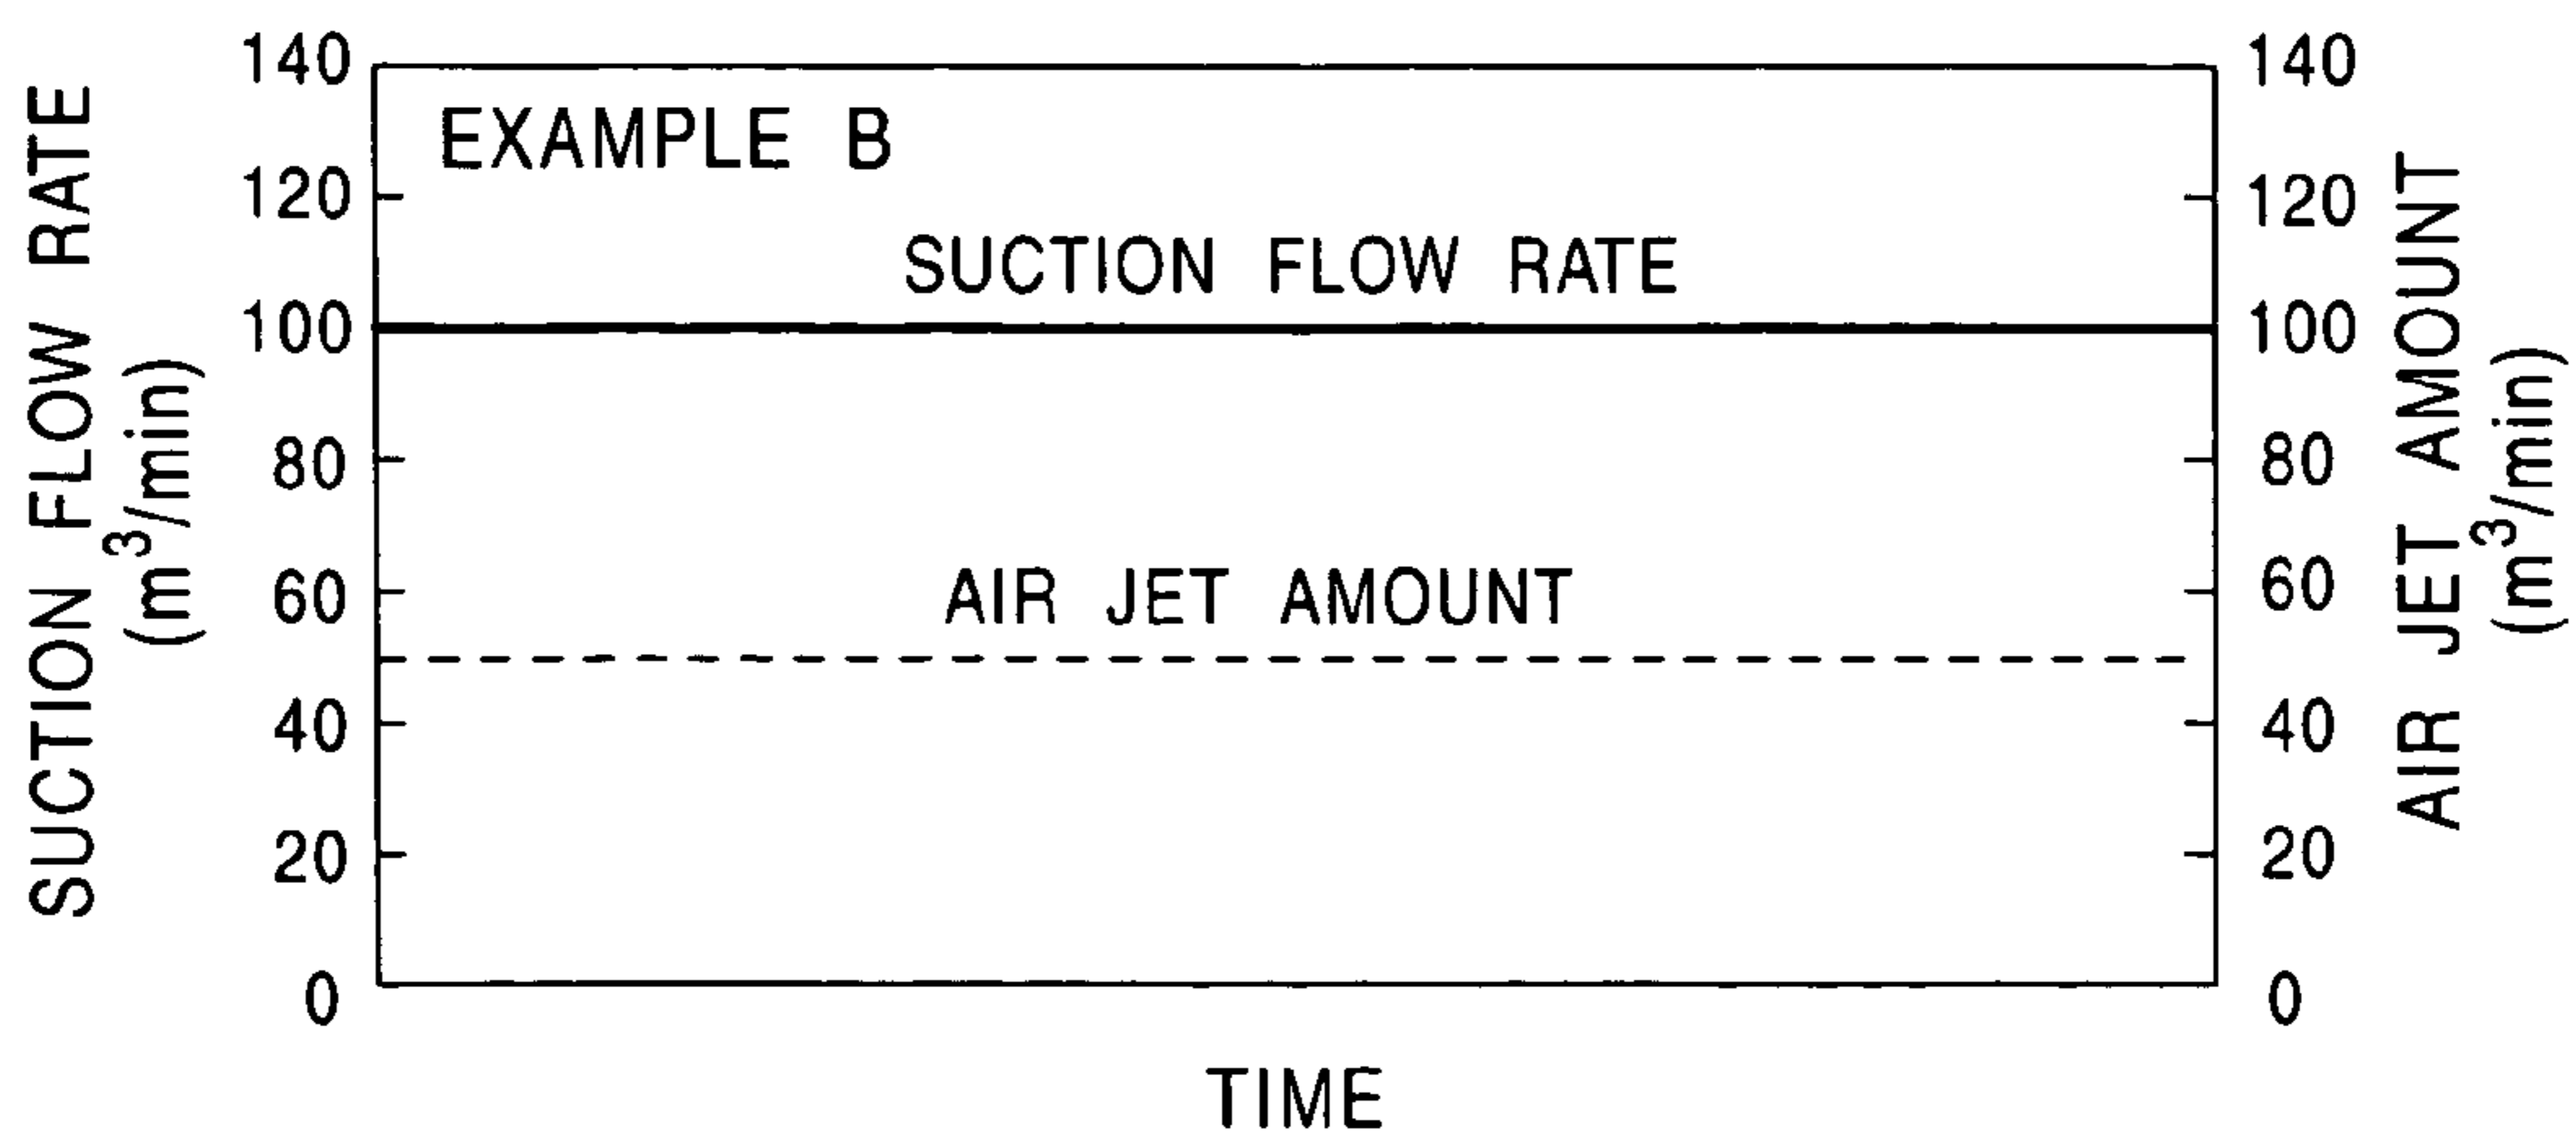 SUCTION FLOW RATE
(m³/min)
140
120
100
80
60
40
20
0
EXAMPLE B
SUCTION FLOW RATE
AIR JET AMOUNT
140
120
100
80
60
40
20
0
AIR JET AMOUNT
(m³/min)
TIME